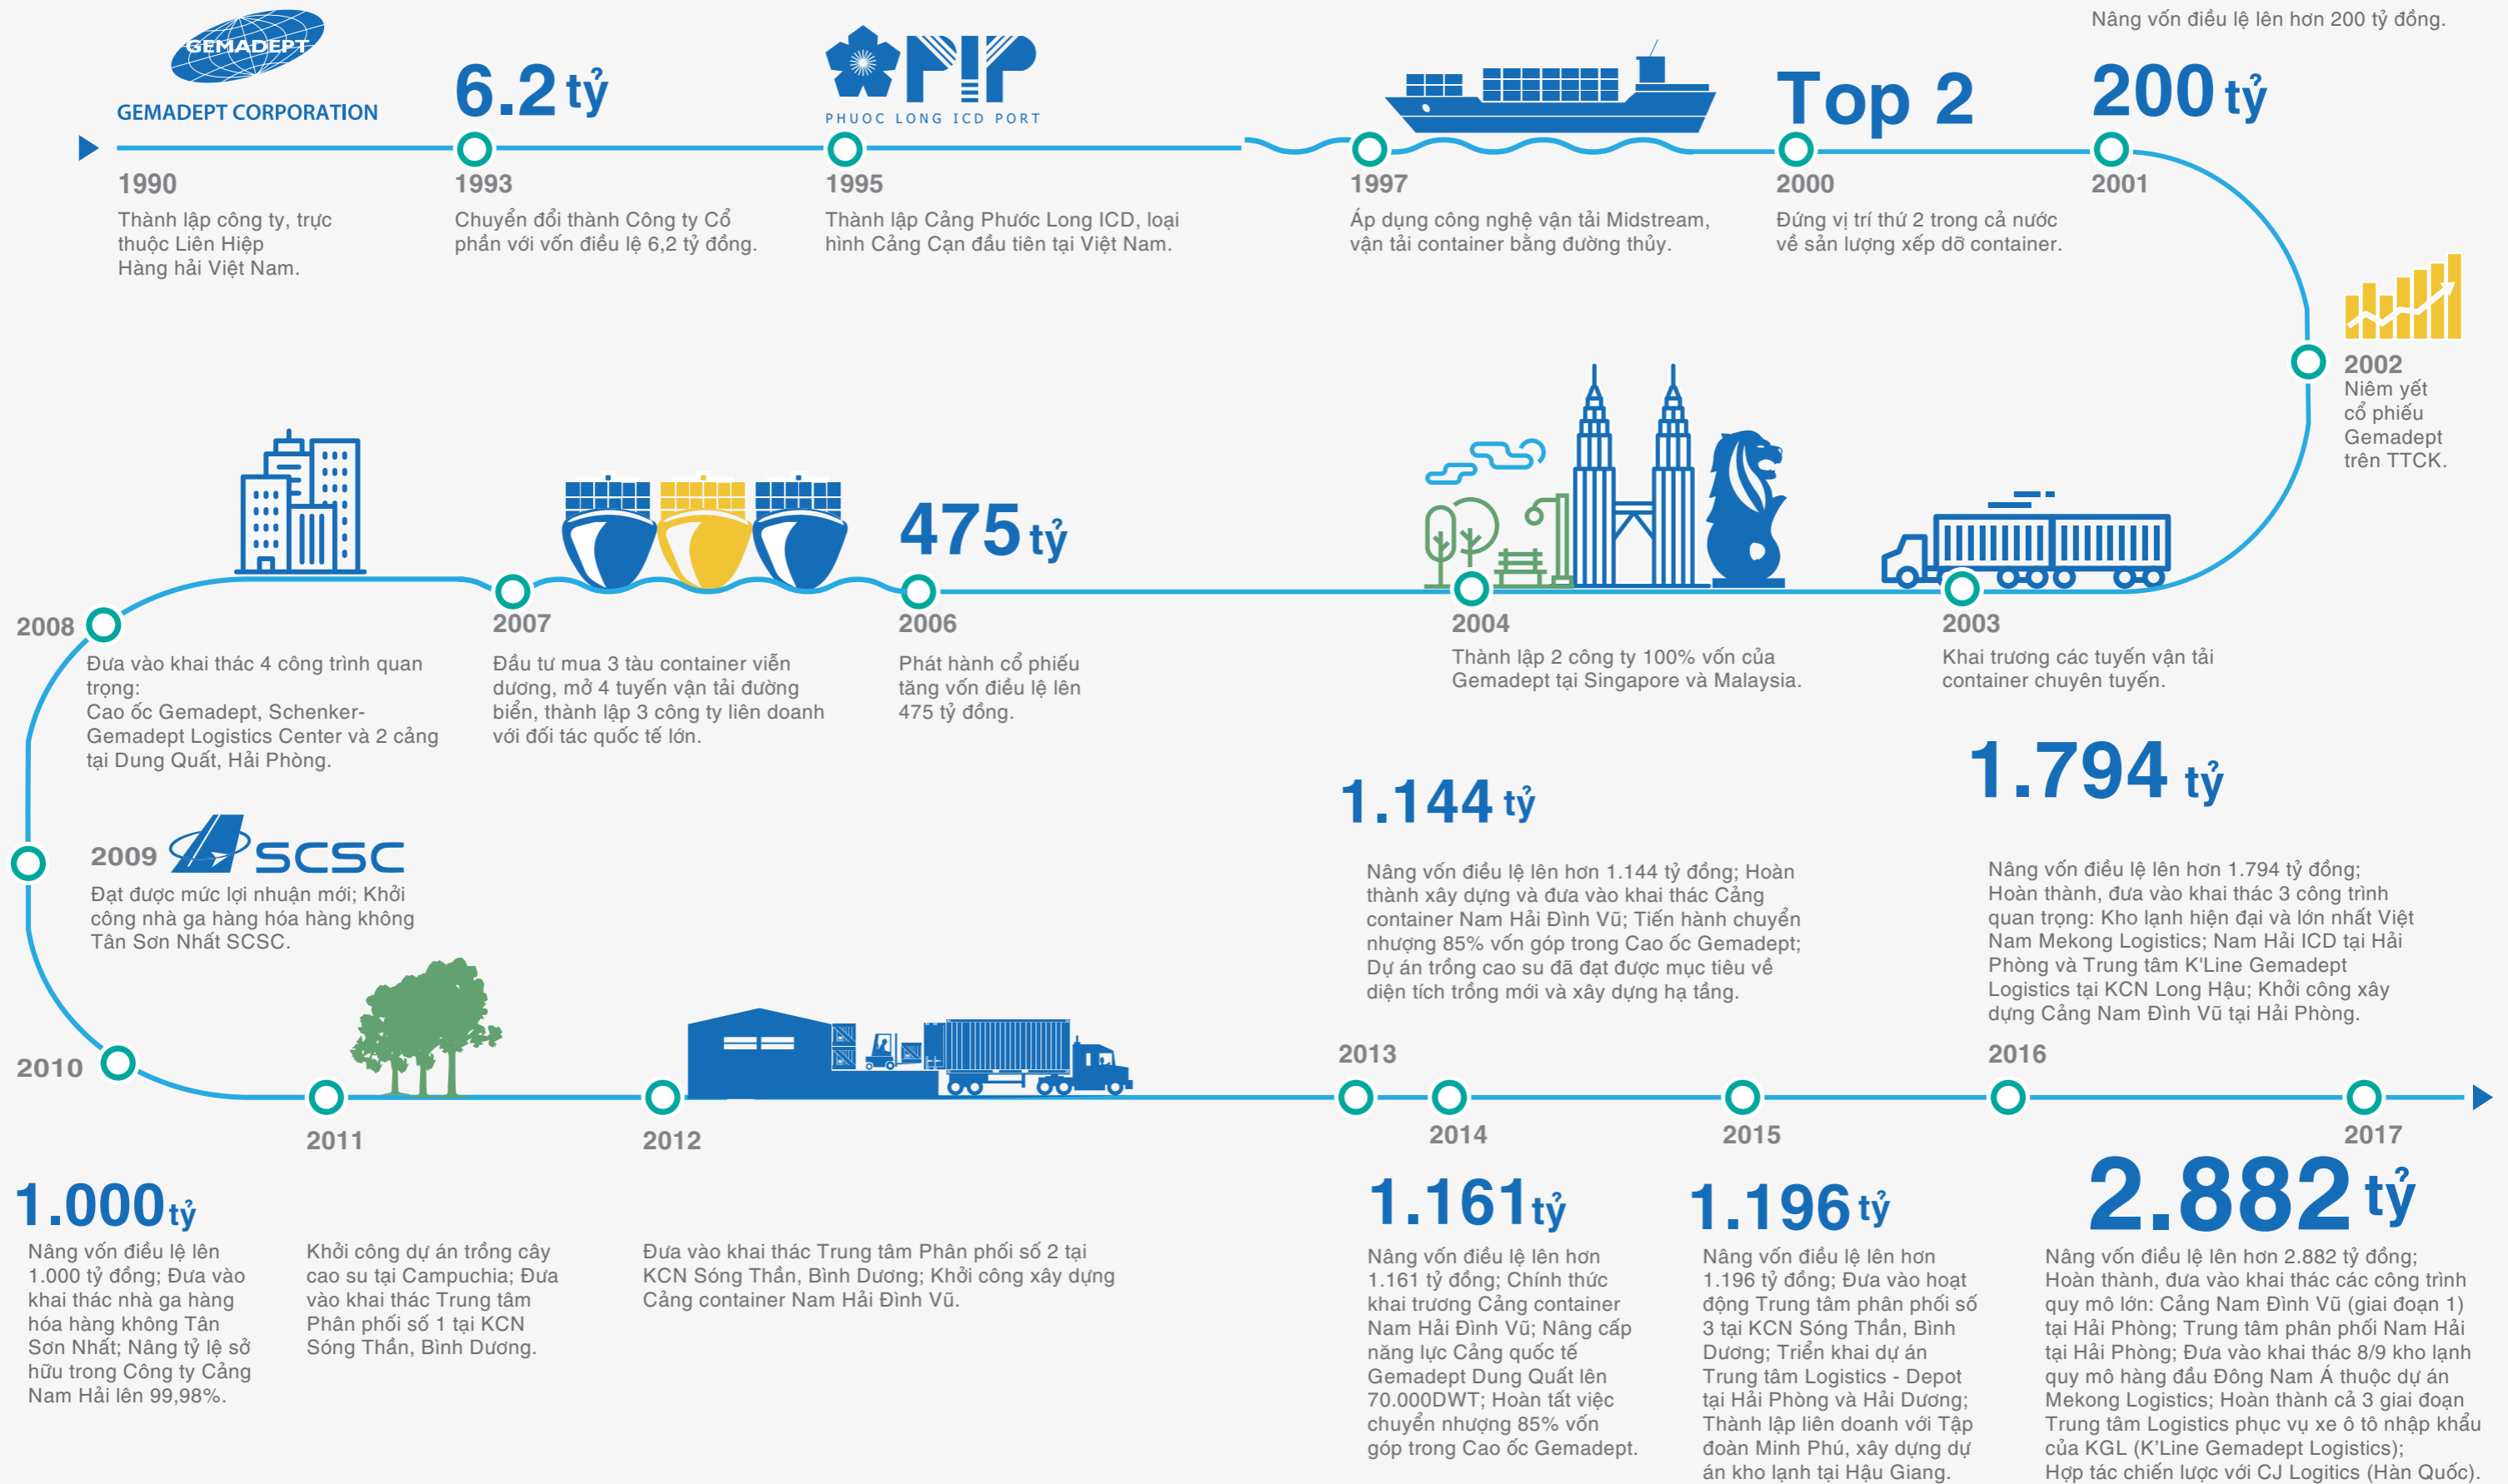 GEMADEPT
GEMADEPT CORPORATION
1990
Thành lập công ty, trực
thuộc Liên Hiệp
Hàng hải Việt Nam.
6.2 tỷ
1993
Chuyển đổi thành Công ty Cổ
phần với vốn điều lệ 6,2 tỷ đồng.
PIP
PHUOC LONG ICD PORT
1995
Thành lập Cảng Phước Long ICD, loại
hình Cảng Cạn đầu tiên tại Việt Nam.
1997
Áp dụng công nghệ vận tải Midstream,
vận tải container bằng đường thủy.
Top 2
2000
Đứng vị trí thứ 2 trong cả nước
về sản lượng xếp dỡ container.
Nâng vốn điều lệ lên hơn 200 tỷ đồng.
200 tỷ
2001
2002
Niêm yết
cổ phiếu
Gemadept
trên TTCK.
2003
Khai trương các tuyến vận tải
container chuyên tuyến.
2004
Thành lập 2 công ty 100% vốn của
Gemadept tại Singapore và Malaysia.
475 tỷ
2006
Phát hành cổ phiếu
tăng vốn điều lệ lên
475 tỷ đồng.
2007
Đầu tư mua 3 tàu container viễn
dương, mở 4 tuyến vận tải đường
biển, thành lập 3 công ty liên doanh
với đối tác quốc tế lớn.
2008
Đưa vào khai thác 4 công trình quan
trọng:
Cao ốc Gemadept, Schenker-
Gemadept Logistics Center và 2 cảng
tại Dung Quất, Hải Phòng.
2009
SCSC
Đạt được mức lợi nhuận mới; Khởi
công nhà ga hàng hóa hàng không
Tân Sơn Nhất SCSC.
2010
1.000 tỷ
Nâng vốn điều lệ lên
1.000 tỷ đồng; Đưa vào
khai thác nhà ga hàng
hóa hàng không Tân
Sơn Nhất; Nâng tỷ lệ sở
hữu trong Công ty Cảng
Nam Hải lên 99,98%.
2011
Khởi công dự án trồng cây
cao su tại Campuchia; Đưa
vào khai thác Trung tâm
Phân phối số 1 tại KCN
Sóng Thần, Bình Dương.
2012
Đưa vào khai thác Trung tâm Phân phối số 2 tại
KCN Sóng Thần, Bình Dương; Khởi công xây dựng
Cảng container Nam Hải Đình Vũ.
1.144 tỷ
Nâng vốn điều lệ lên hơn 1.144 tỷ đồng; Hoàn
thành xây dựng và đưa vào khai thác Cảng
container Nam Hải Đình Vũ; Tiến hành chuyển
nhượng 85% vốn góp trong Cao ốc Gemadept;
Dự án trồng cao su đã đạt được mục tiêu về
diện tích trồng mới và xây dựng hạ tầng.
2013
2014
1.161 tỷ
Nâng vốn điều lệ lên hơn
1.161 tỷ đồng; Chính thức
khai trương Cảng container
Nam Hải Đình Vũ; Nâng cấp
năng lực Cảng quốc tế
Gemadept Dung Quất lên
70.000DWT; Hoàn tất việc
chuyển nhượng 85% vốn
góp trong Cao ốc Gemadept.
2015
1.196 tỷ
Nâng vốn điều lệ lên hơn
1.196 tỷ đồng; Đưa vào hoạt
động Trung tâm phân phối số
3 tại KCN Sóng Thần, Bình
Dương; Triển khai dự án
Trung tâm Logistics - Depot
tại Hải Phòng và Hải Dương;
Thành lập liên doanh với Tập
đoàn Minh Phú, xây dựng dự
án kho lạnh tại Hậu Giang.
1.794 tỷ
Nâng vốn điều lệ lên hơn 1.794 tỷ đồng;
Hoàn thành, đưa vào khai thác 3 công trình
quan trọng: Kho lạnh hiện đại và lớn nhất Việt
Nam Mekong Logistics; Nam Hải ICD tại Hải
Phòng và Trung tâm K'Line Gemadept
Logistics tại KCN Long Hậu; Khởi công xây
dựng Cảng Nam Đình Vũ tại Hải Phòng.
2016
2017
2.882 tỷ
Nâng vốn điều lệ lên hơn 2.882 tỷ đồng;
Hoàn thành, đưa vào khai thác các công trình
quy mô lớn: Cảng Nam Đình Vũ (giai đoạn 1)
tại Hải Phòng; Trung tâm phân phối Nam Hải
tại Hải Phòng; Đưa vào khai thác 8/9 kho lạnh
quy mô hàng đầu Đông Nam Á thuộc dự án
Mekong Logistics; Hoàn thành cả 3 giai đoạn
Trung tâm Logistics phục vụ xe ô tô nhập khẩu
của KGL (K’Line Gemadept Logistics);
Hợp tác chiến lược với CJ Logitics (Hàn Quốc).